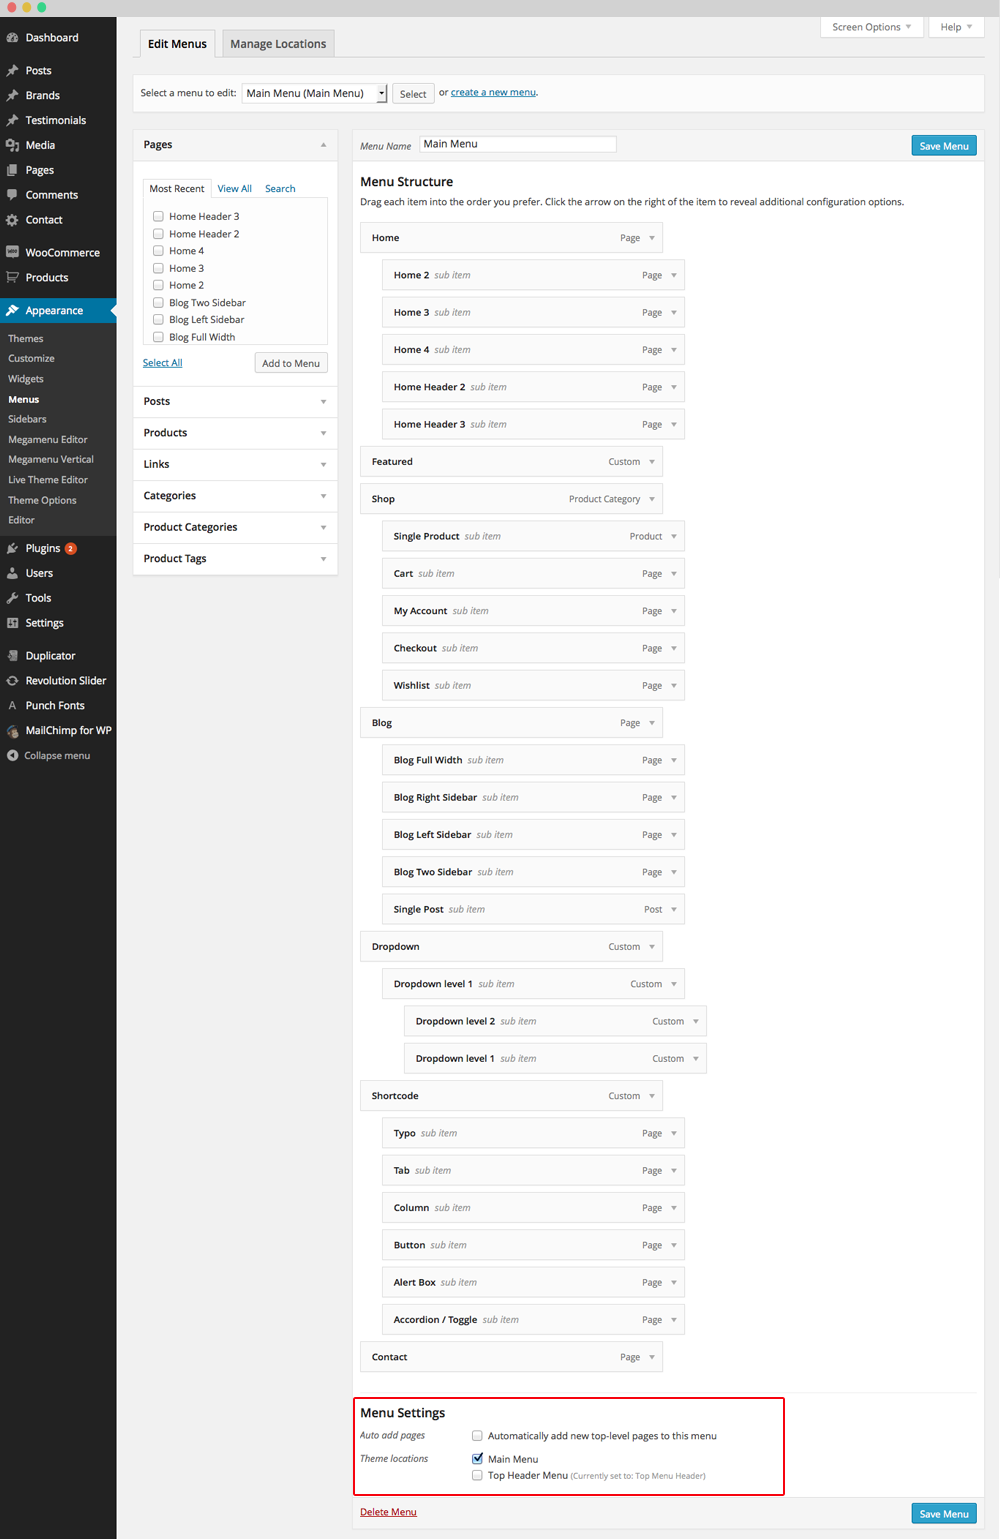 Screen Options
Help
Edit Menus
Manage Locations
Select a menu to edit: Main Menu (Main Menu) Select or create a new menu.
Dashboard
Posts
Brands
Testimonials
Media
Pages
Comments
Contact
WooCommerce
Products
Appearance
Themes
Customize
Widgets
Menus
Sidebars
Megamenu Editor
Megamenu Vertical
Live Theme Editor
Theme Options
Editor
Plugins 2
Users
Tools
Settings
Duplicator
Revolution Slider
Punch Fonts
MailChimp for WP
Collapse menu
Pages
Most Recent View All Search
Home Header 3
Home Header 2
Home 4
Home 3
Home 2
Blog Two Sidebar
Blog Left Sidebar
Blog Full Width
Select All Add to Menu
Posts
Products
Links
Categories
Product Categories
Product Tags
Menu Name Main Menu Save Menu
Menu Structure
Drag each item into the order you prefer. Click the arrow on the right of the item to reveal additional configuration options.
Home Page
Home 2 sub item Page
Home 3 sub item Page
Home 4 sub item Page
Home Header 2 sub item Page
Home Header 3 sub item Page
Featured Custom
Shop Product Category
Single Product sub item Product
Cart sub item Page
My Account sub item Page
Checkout sub item Page
Wishlist sub item Page
Blog Page
Blog Full Width sub item Page
Blog Right Sidebar sub item Page
Blog Left Sidebar sub item Page
Blog Two Sidebar sub item Page
Single Post sub item Post
Dropdown Custom
Dropdown level 1 sub item Custom
Dropdown level 2 sub item Custom
Dropdown level 1 sub item Custom
Shortcode Custom
Typo sub item Page
Tab sub item Page
Column sub item Page
Button sub item Page
Alert Box sub item Page
Accordion / Toggle sub item Page
Contact Page
Menu Settings
Auto add pages Automatically add new top-level pages to this menu
Theme locations Main Menu
Top Header Menu (Currently set to: Top Menu Header)
Delete Menu Save Menu